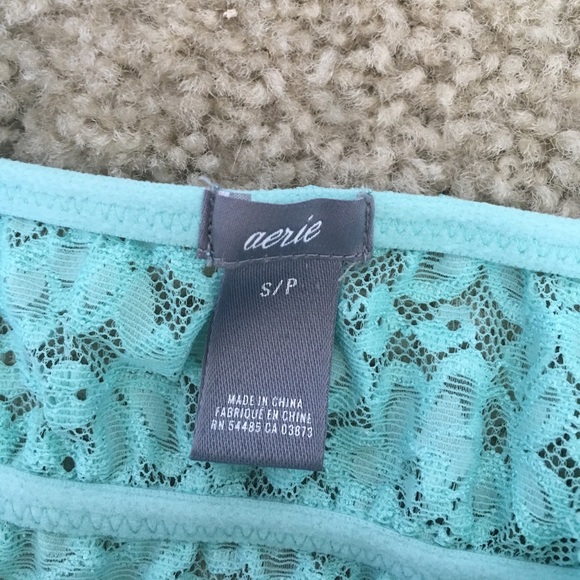 aerie
S/P
MADE IN CHINA
FABRIQUÉ EN CHINE
RN 54485 CA 03873